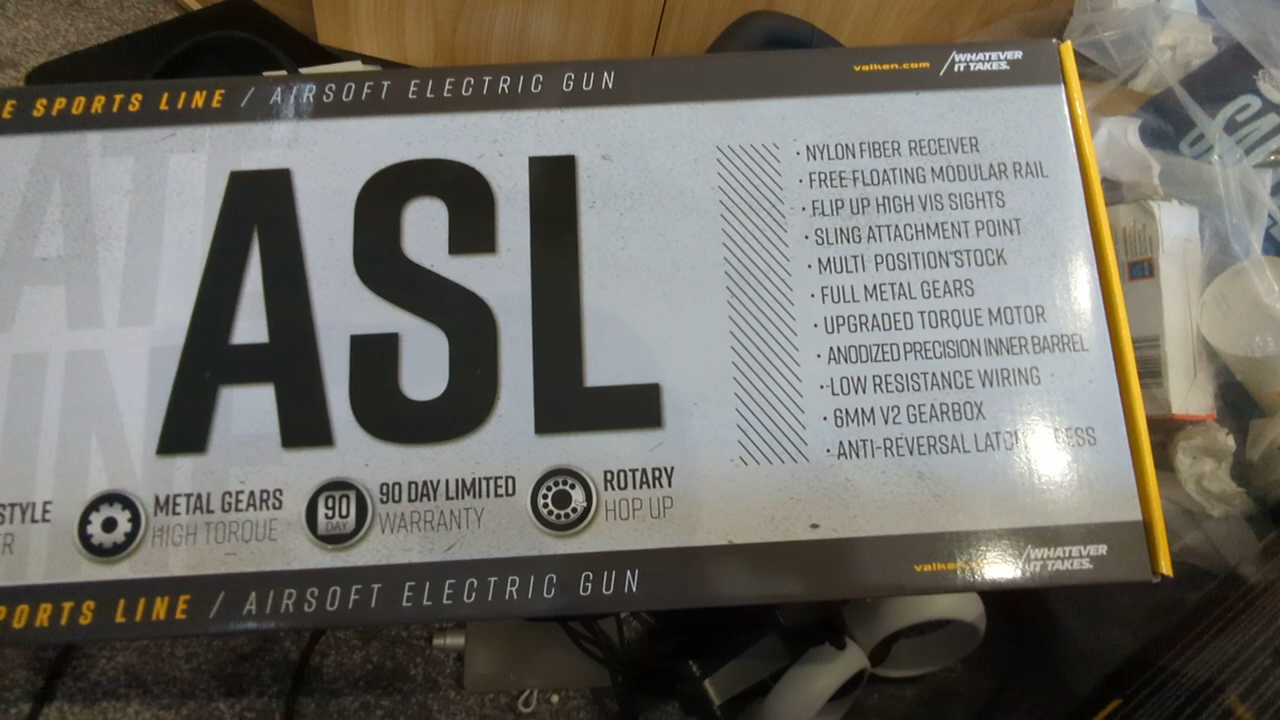 E SPORTS LINE / AIRSOFT ELECTRIC GUN
valken.com
/WHATEVER
IT TAKES.
ASL
· NYLON FIBER RECEIVER
· FREE FLOATING MODULAR RAIL
· FLIP UP HIGH VIS SIGHTS
· SLING ATTACHMENT POINT
· MULTI POSITION STOCK
· FULL METAL GEARS
· UPGRADED TORQUE MOTOR
· ANODIZED PRECISION INNER BARREL
· LOW RESISTANCE WIRING
· 6MM V2 GEARBOX
· ANTI-REVERSAL
STYLE
R
METAL GEARS
HIGH TORQUE
90
DAY
90 DAY LIMITED
WARRANTY
ROTARY
HOP UP
PORTS LINE / AIRSOFT ELECTRIC GUN
/WHATEVER
IT TAKES.